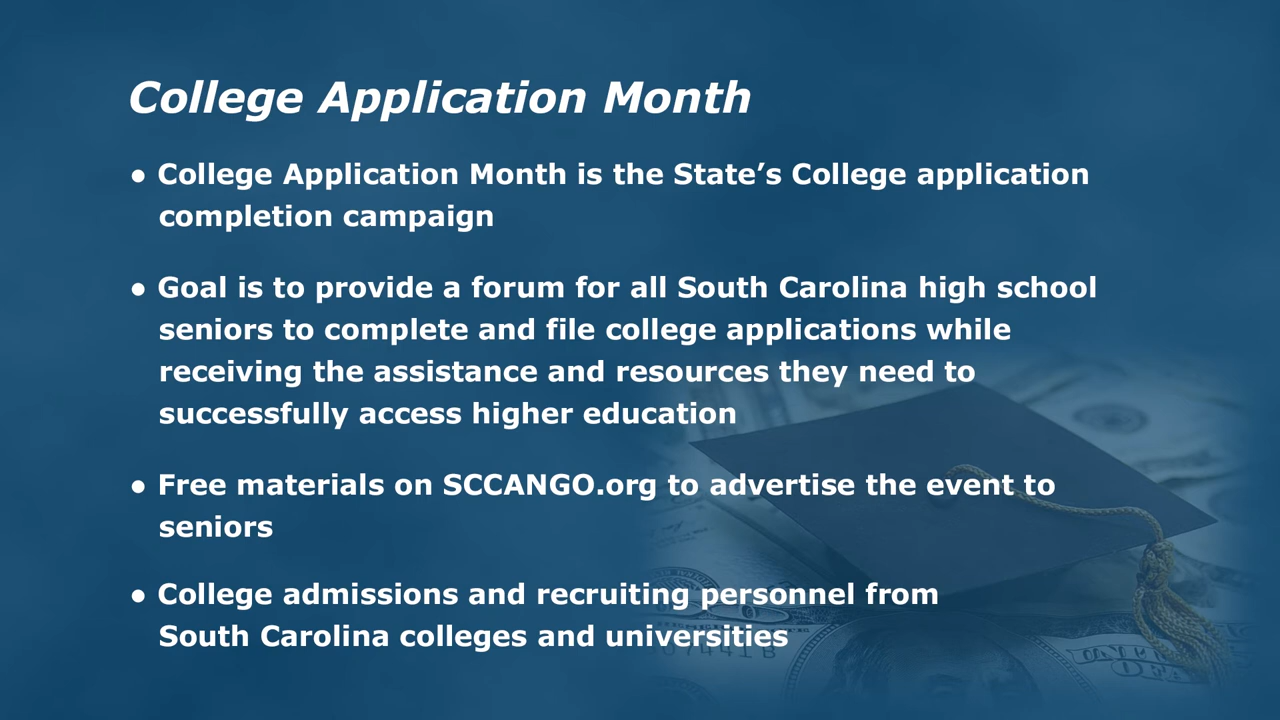 College Application Month
● College Application Month is the State’s College application
completion campaign
● Goal is to provide a forum for all South Carolina high school
seniors to complete and file college applications while
receiving the assistance and resources they need to
successfully access higher education
● Free materials on SCCANGO.org to advertise the event to
seniors
● College admissions and recruiting personnel from
South Carolina colleges and universities